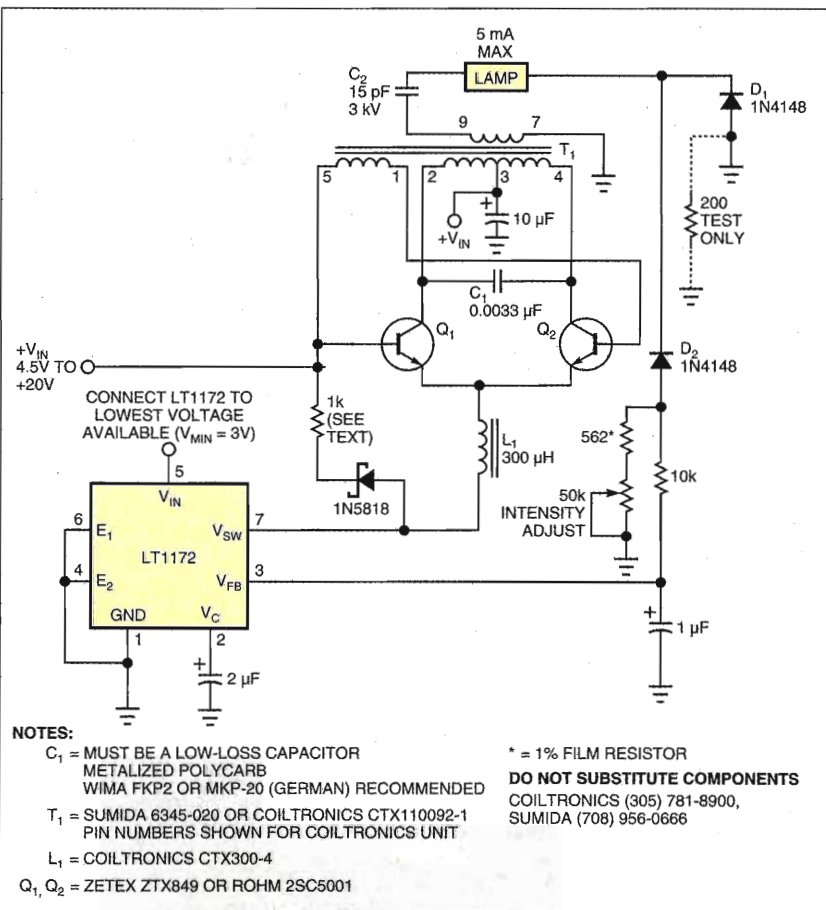 5 mA
MAX
LAMP
C2
15 pF
3 kV
D1
1N4148
9
7
T1
5
1
2
3
4
+
10 µF
+VIN
200
TEST
ONLY
C1
0.0033 µF
Q1
Q2
+VIN
4.5V TO
+20V
D2
1N4148
CONNECT LT1172 TO
LOWEST VOLTAGE
AVAILABLE (VMIN = 3V)
1k
(SEE
TEXT)
L1
300 µH
562*
10k
50k
INTENSITY
ADJUST
1N5818
5
VIN
6
E1
VSW
7
LT1172
4
E2
VFB
3
GND
VC
1
2
+
2 µF
+
1 µF
NOTES:
C1 = MUST BE A LOW-LOSS CAPACITOR
METALIZED POLYCARB
WIMA FKP2 OR MKP-20 (GERMAN) RECOMMENDED
T1 = SUMIDA 6345-020 OR COILTRONICS CTX110092-1
PIN NUMBERS SHOWN FOR COILTRONICS UNIT
L1 = COILTRONICS CTX300-4
Q1, Q2 = ZETEX ZTX849 OR ROHM 2SC5001
* = 1% FILM RESISTOR
DO NOT SUBSTITUTE COMPONENTS
COILTRONICS (305) 781-8900,
SUMIDA (708) 956-0666